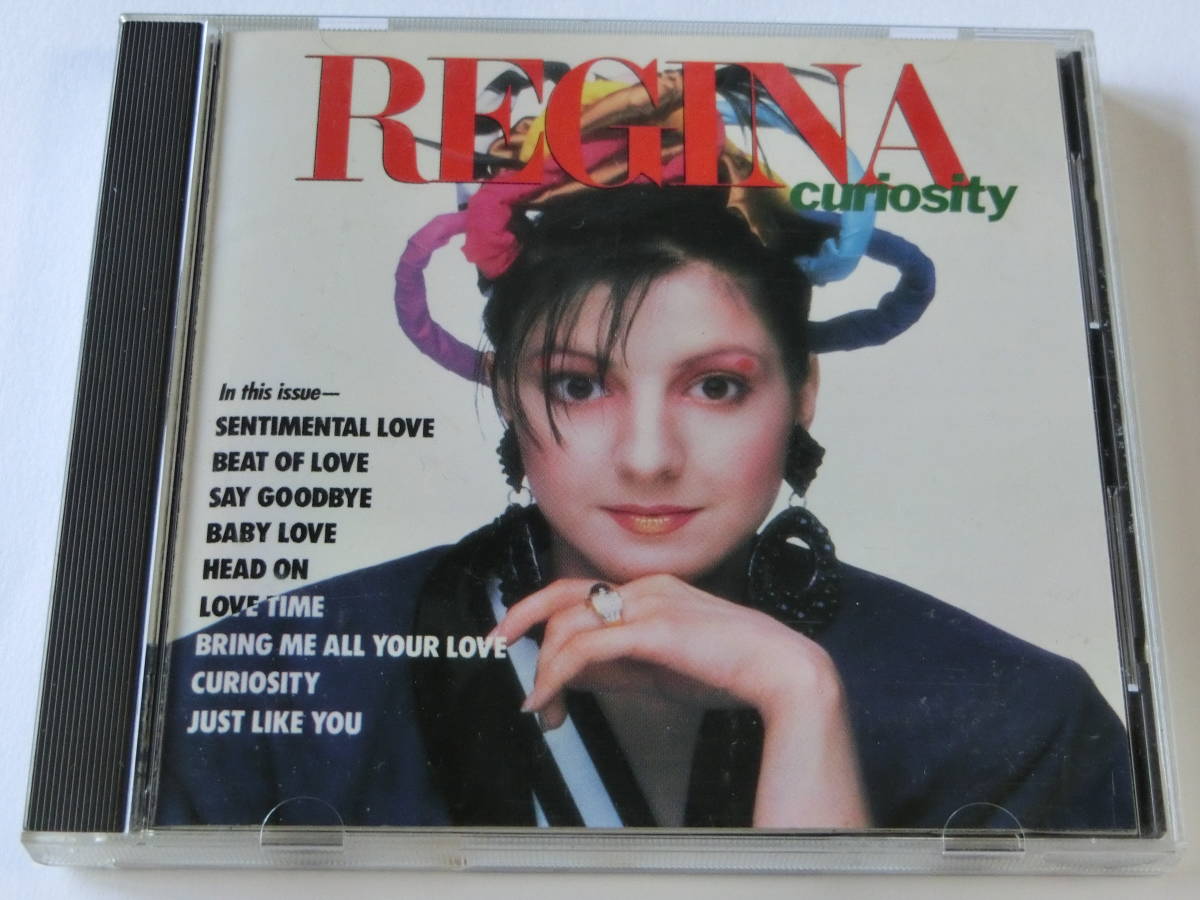 REGINA
curiosity
In this issue—
SENTIMENTAL LOVE
BEAT OF LOVE
SAY GOODBYE
BABY LOVE
HEAD ON
LOVE TIME
BRING ME ALL YOUR LOVE
CURIOSITY
JUST LIKE YOU